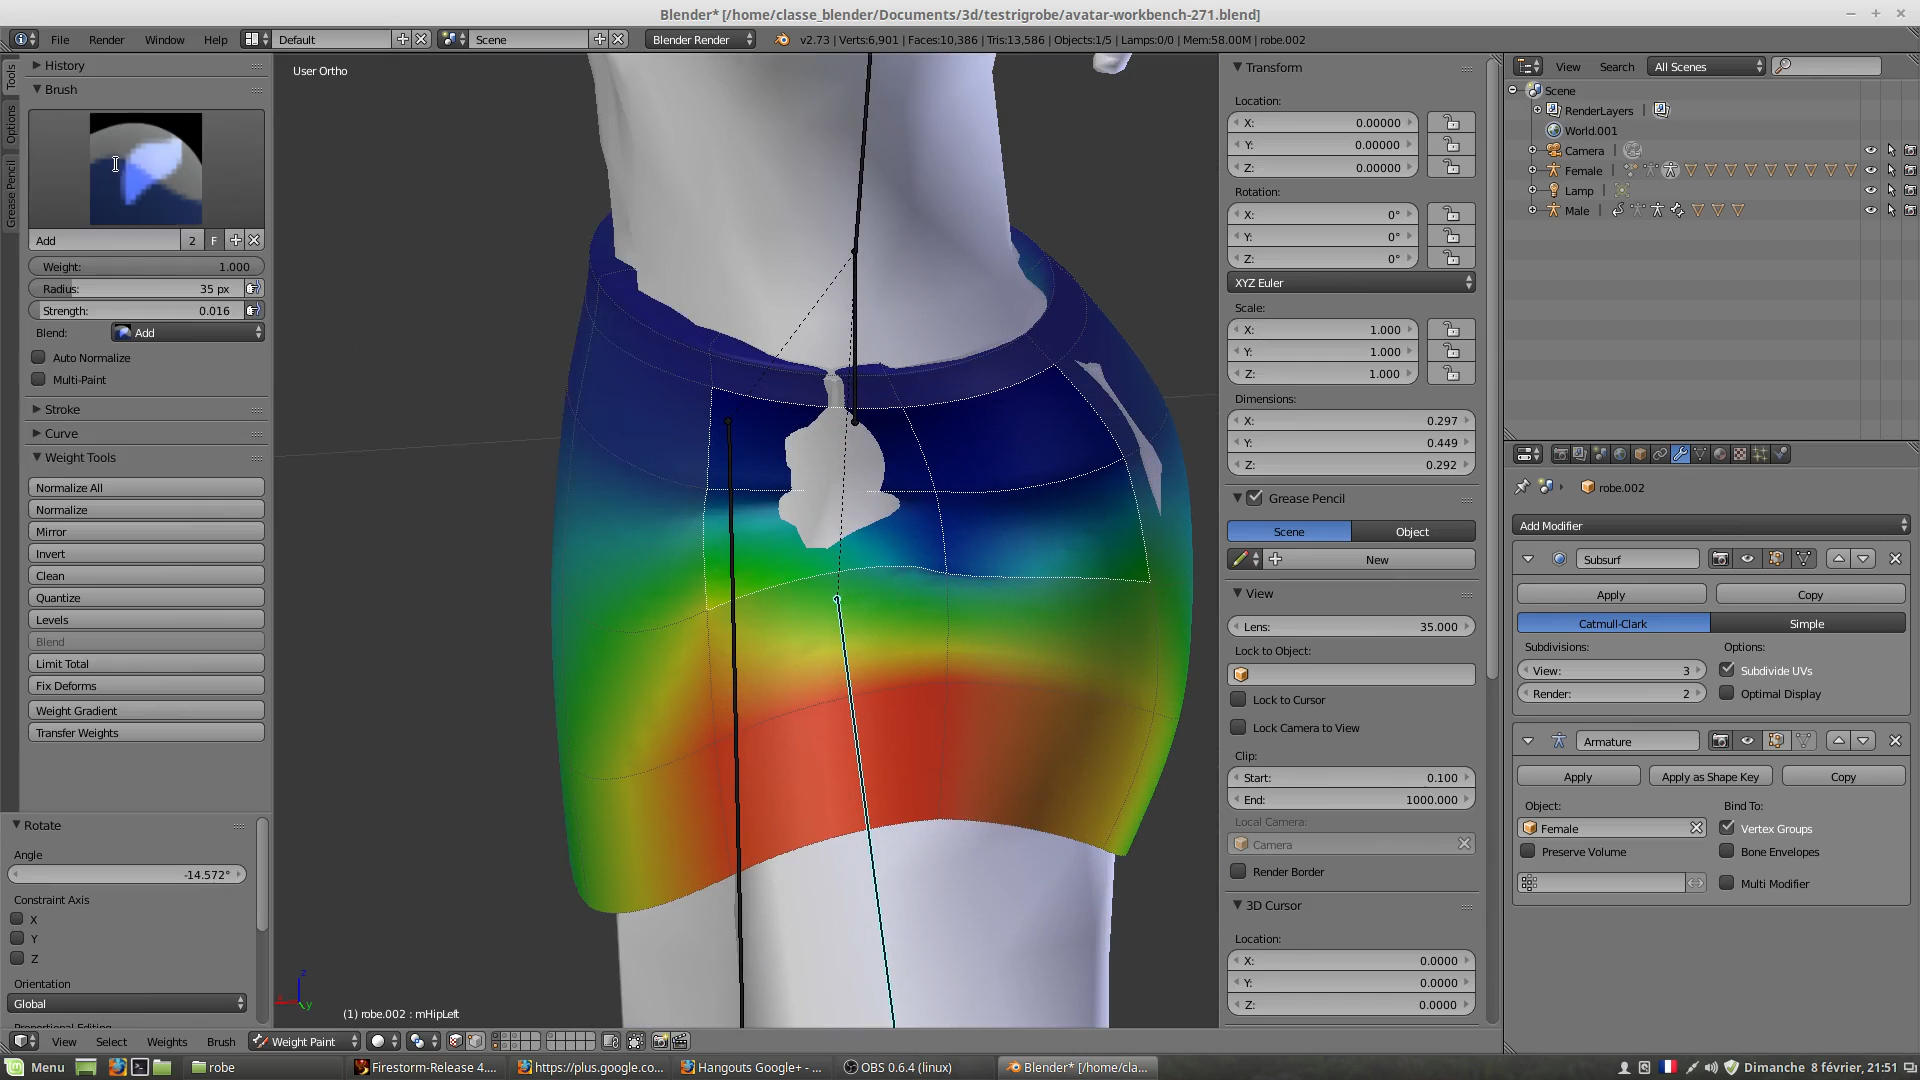 Blender* [/home/classe_blender/Documents/3d/testrigrobe/avatar-workbench-271.blend]
File Render Window Help Default Scene Blender Render v2.73 | Verts:6,901 | Faces:10,386 | Tris:13,586 | Objects:1/5 | Lamps:0/0 | Mem:58.00M | robe.002
Tools
Options
Grease Pencil
History
Brush
Add 2 F
Weight: 1.000
Radius: 35 px
Strength: 0.016
Blend: Add
Auto Normalize
Multi-Paint
Stroke
Curve
Weight Tools
Normalize All
Normalize
Mirror
Invert
Clean
Quantize
Levels
Blend
Limit Total
Fix Deforms
Weight Gradient
Transfer Weights
Rotate
Angle
-14.572°
Constraint Axis
X
Y
Z
Orientation
Global
Proportional Editing
User Ortho
z
y
(1) robe.002 : mHipLeft
View Select Weights Brush Weight Paint
Transform
Location:
X: 0.00000
Y: 0.00000
Z: 0.00000
Rotation:
X: 0°
Y: 0°
Z: 0°
XYZ Euler
Scale:
X: 1.000
Y: 1.000
Z: 1.000
Dimensions:
X: 0.297
Y: 0.449
Z: 0.292
Grease Pencil
Scene Object
New
View
Lens: 35.000
Lock to Object:
Lock to Cursor
Lock Camera to View
Clip:
Start: 0.100
End: 1000.000
Local Camera:
Camera
Render Border
3D Cursor
Location:
X: 0.0000
Y: 0.0000
Z: 0.0000
View Search All Scenes
Scene
RenderLayers |
World.001
Camera |
Female |
Lamp |
Male |
robe.002
Add Modifier
Subsurf
Apply Copy
Catmull-Clark Simple
Subdivisions: Options:
View: 3 Subdivide UVs
Render: 2 Optimal Display
Armature
Apply Apply as Shape Key Copy
Object: Bind To:
Female Vertex Groups
Preserve Volume Bone Envelopes
Multi Modifier
Menu robe Firestorm-Release 4.... https://plus.google.co... Hangouts Google+ - ... OBS 0.6.4 (linux) Blender* [/home/cla... Dimanche 8 février, 21:51